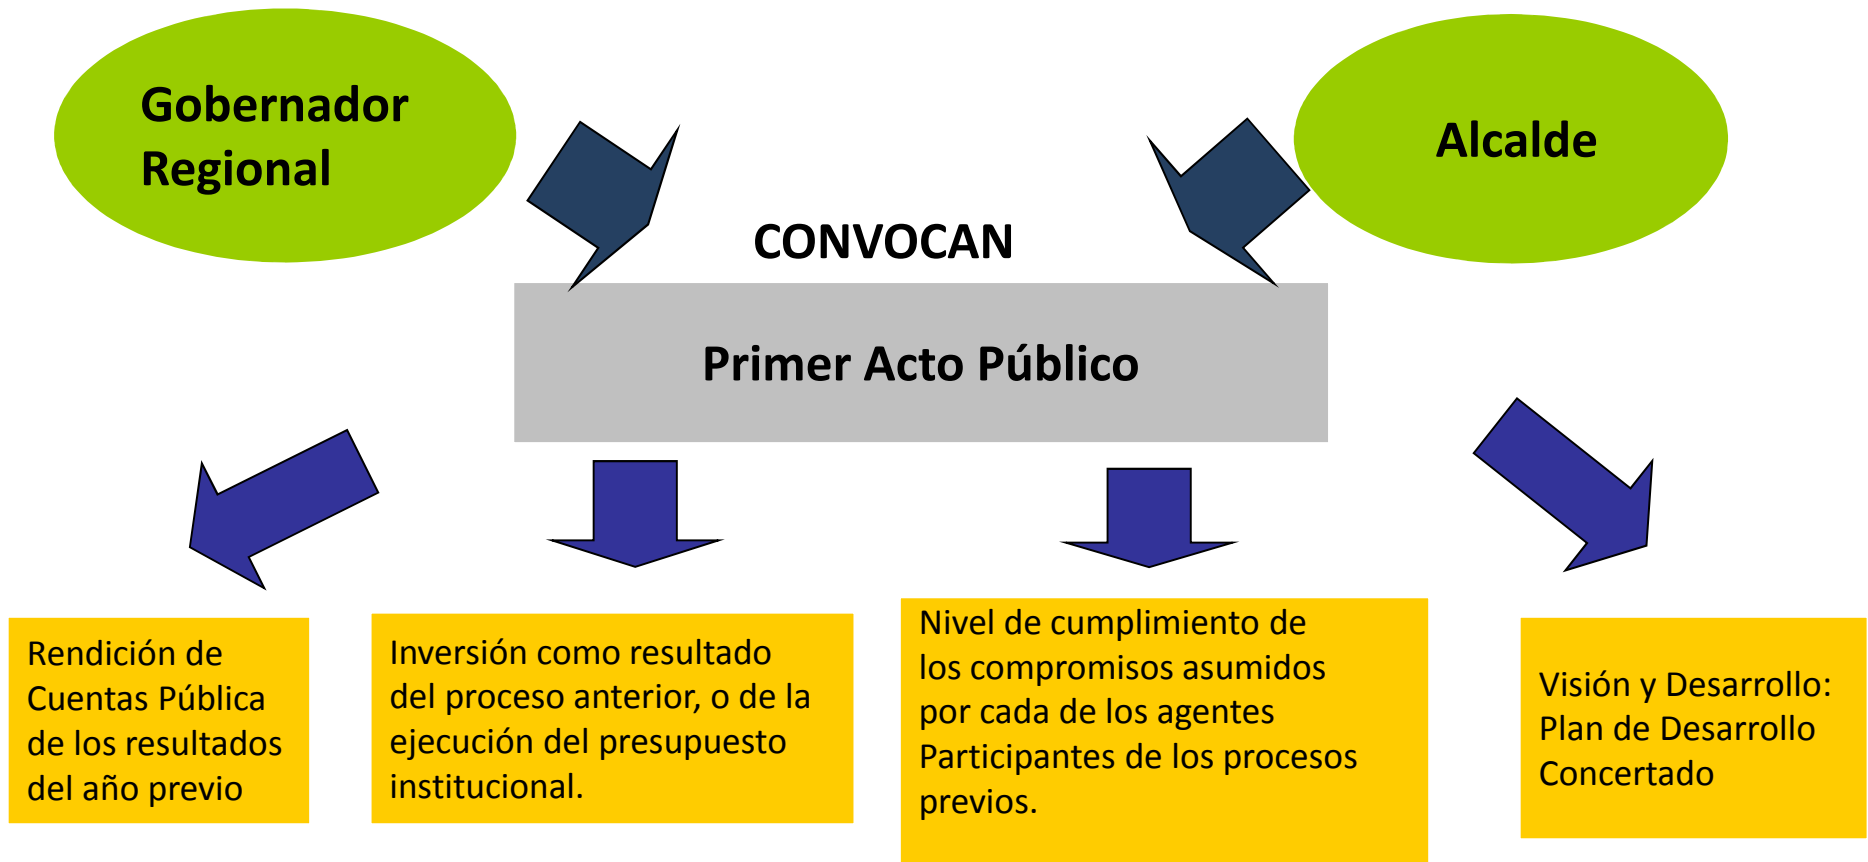 Gobernador
Regional
Alcalde
CONVOCAN
Primer Acto Público
Rendición de
Cuentas Pública
de los resultados
del año previo
Inversión como resultado
del proceso anterior, o de la
ejecución del presupuesto
institucional.
Nivel de cumplimiento de
los compromisos asumidos
por cada de los agentes
Participantes de los procesos
previos.
Visión y Desarrollo:
Plan de Desarrollo
Concertado